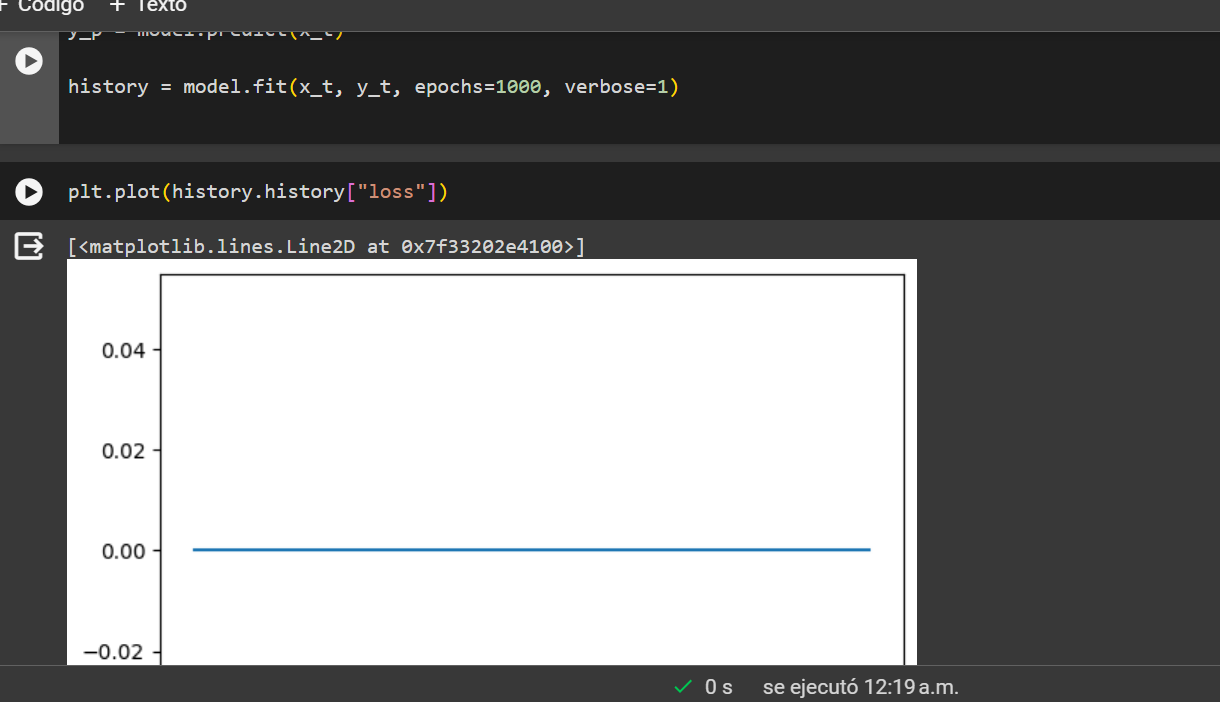 + Código + Texto
y_p = model.predict(x_t)
history = model.fit(x_t, y_t, epochs=1000, verbose=1)
plt.plot(history.history["loss"])
[<matplotlib.lines.Line2D at 0x7f33202e4100>]
0.04
0.02
0.00
−0.02
0 s se ejecutó 12:19 a.m.